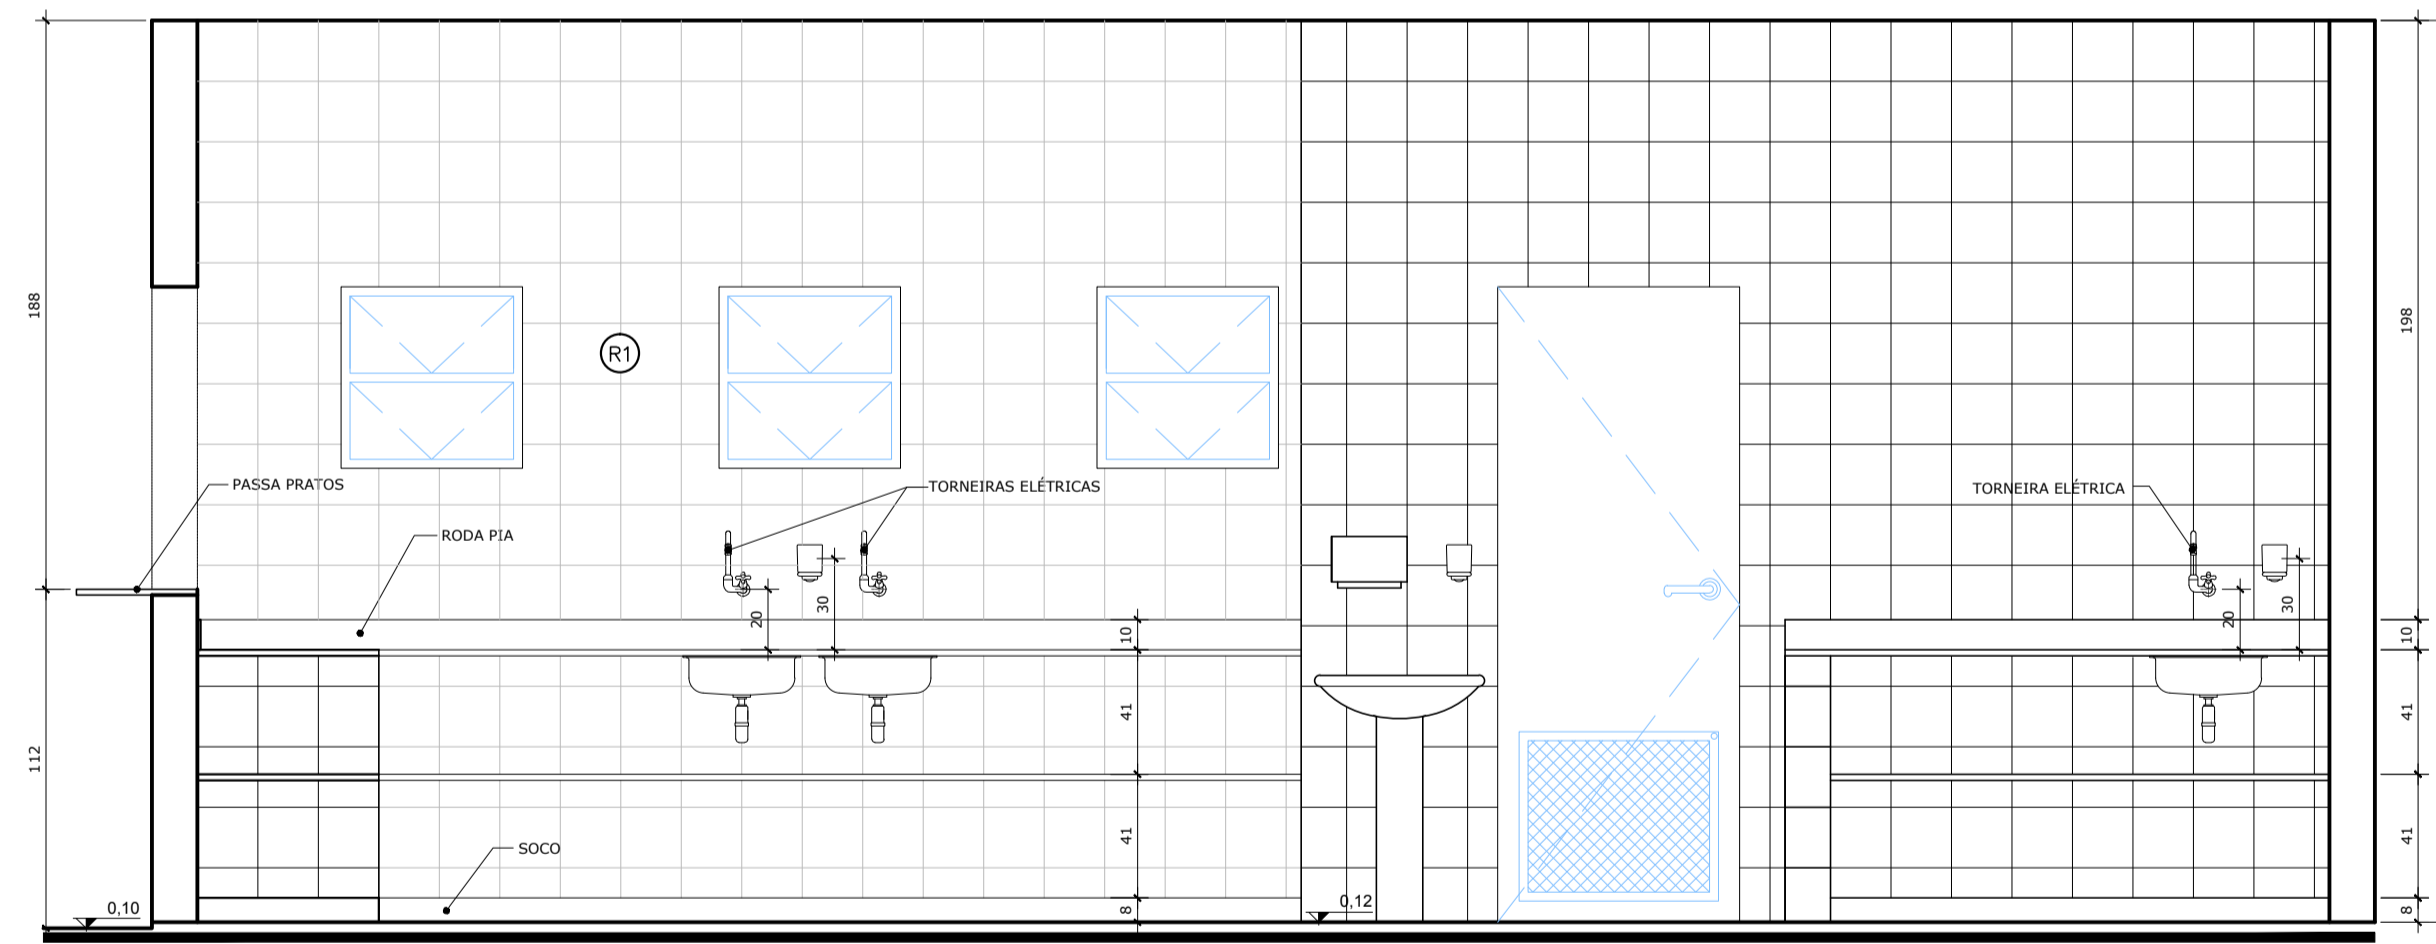 188
198
R1
PASSA PRATOS
TORNEIRAS ELÉTRICAS
TORNEIRA ELÉTRICA
RODA PIA
20
30
10
20
30
10
41
41
112
41
41
SOCO
0,10
8
0,12
8